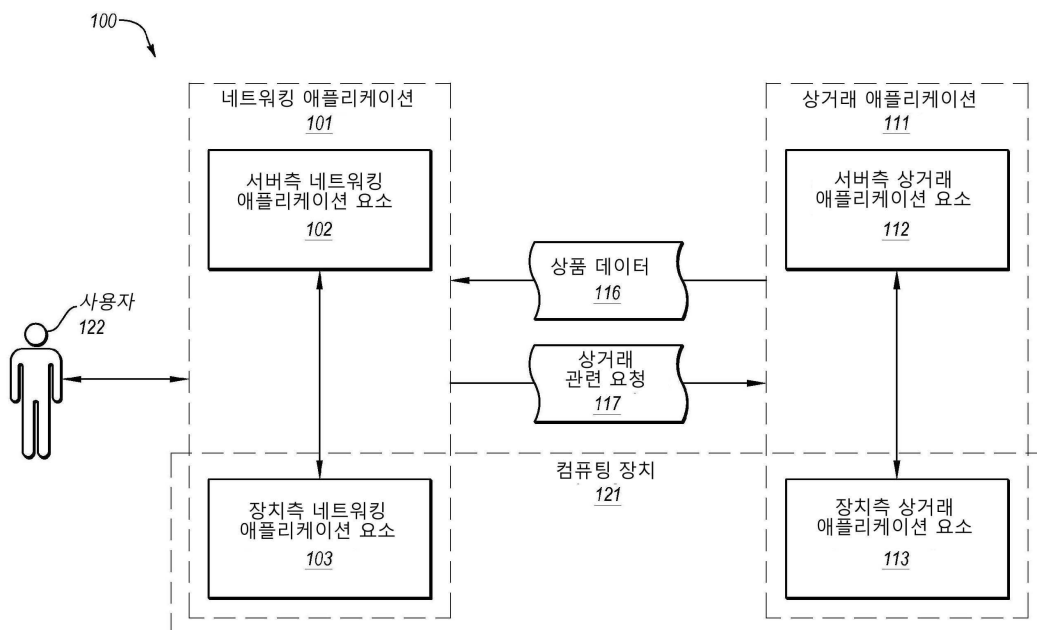 100
네트워킹 애플리케이션
101
서버측 네트워킹
애플리케이션 요소
102
상거래 애플리케이션
111
서버측 상거래
애플리케이션 요소
112
상품 데이터
116
사용자
122
상거래
관련 요청
117
컴퓨팅 장치
121
장치측 네트워킹
애플리케이션 요소
103
장치측 상거래
애플리케이션 요소
113